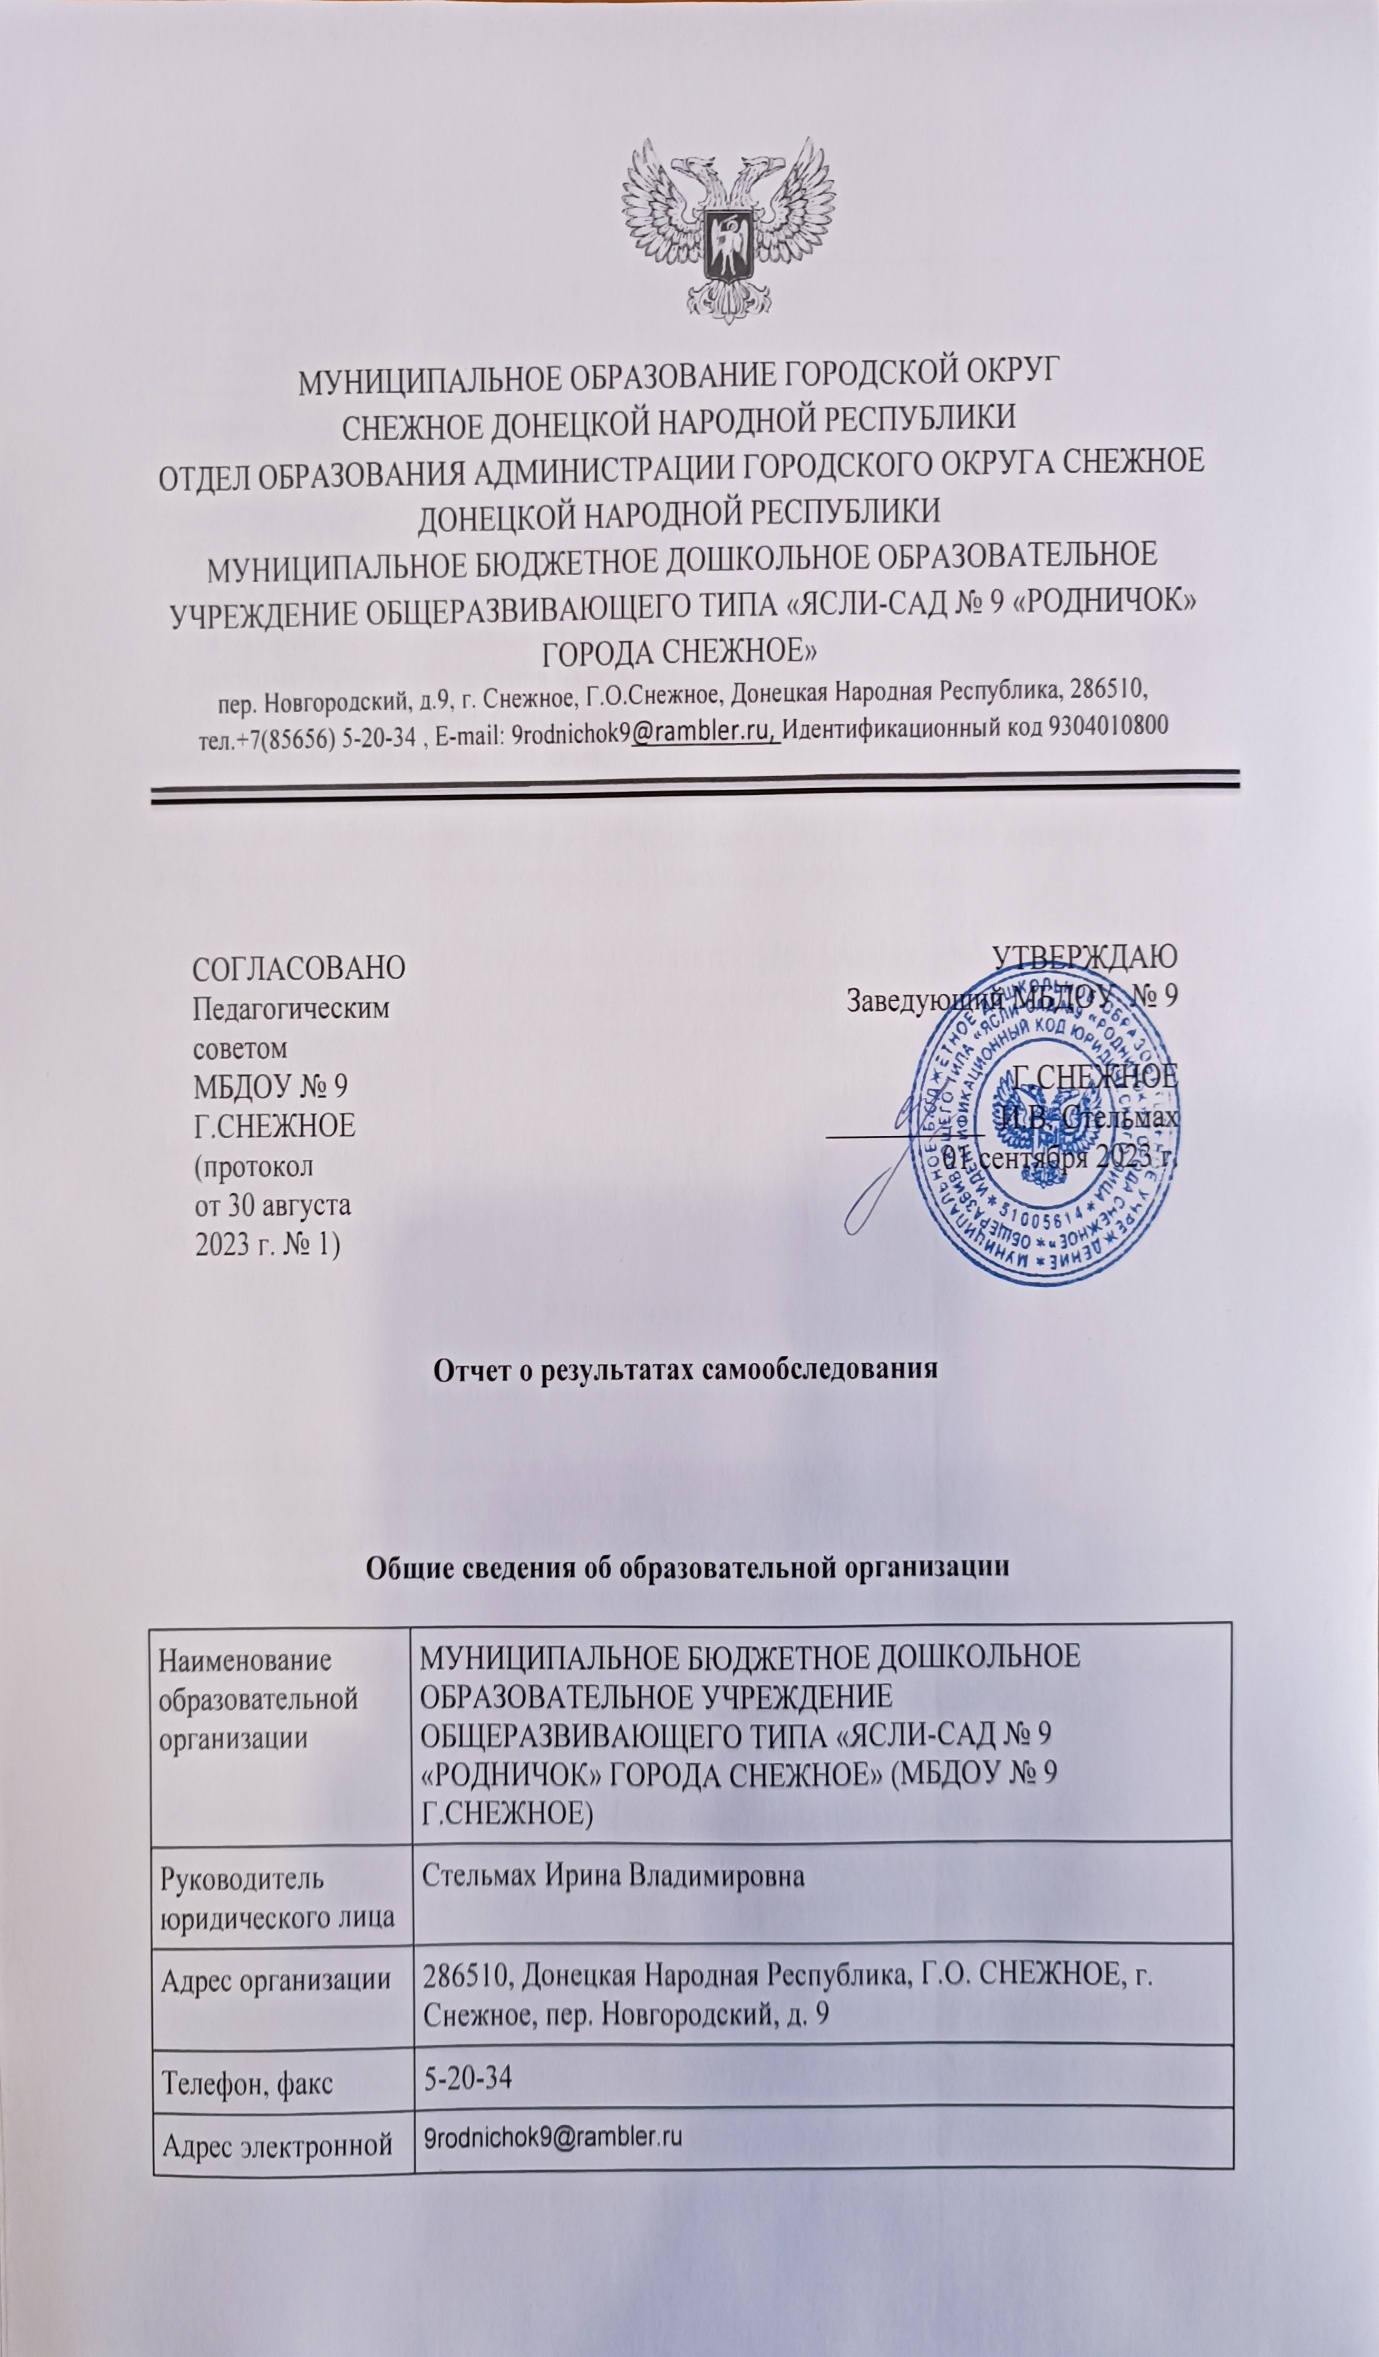 МУНИЦИПАЛЬНОЕ ОБРАЗОВАНИЕ ГОРОДСКОЙ ОКРУГ
СНЕЖНОЕ ДОНЕЦКОЙ НАРОДНОЙ РЕСПУБЛИКИ
ОТДЕЛ ОБРАЗОВАНИЯ АДМИНИСТРАЦИИ ГОРОДСКОГО ОКРУГА СНЕЖНОЕ
ДОНЕЦКОЙ НАРОДНОЙ РЕСПУБЛИКИ
МУНИЦИПАЛЬНОЕ БЮДЖЕТНОЕ ДОШКОЛЬНОЕ ОБРАЗОВАТЕЛЬНОЕ
УЧРЕЖДЕНИЕ ОБЩЕРАЗВИВАЮЩЕГО ТИПА «ЯСЛИ-САД № 9 «РОДНИЧОК»
ГОРОДА СНЕЖНОЕ»
пер. Новгородский, д.9, г. Снежное, Г.О.Снежное, Донецкая Народная Республика, 286510,
тел.+7(85656) 5-20-34 , E-mail: 9rodnichok9@rambler.ru, Идентификационный код 9304010800
СОГЛАСОВАНО
Педагогическим
советом
МБДОУ № 9
Г.СНЕЖНОЕ
(протокол
от 30 августа
2023 г. № 1)
УТВЕРЖДАЮ
Заведующий МБДОУ № 9
Г.СНЕЖНОЕ
И.В. Стельмах
01 сентября 2023 г.
МУНИЦИПАЛЬНОЕ БЮДЖЕТНОЕ ДОШКОЛЬНОЕ УЧРЕЖДЕНИЕ *
ИДЕНТИФИКАЦИОННЫЙ КОД * 51005614 *
Отчет о результатах самообследования
Общие сведения об образовательной организации
Наименование
образовательной
организации
МУНИЦИПАЛЬНОЕ БЮДЖЕТНОЕ ДОШКОЛЬНОЕ
ОБРАЗОВАТЕЛЬНОЕ УЧРЕЖДЕНИЕ
ОБЩЕРАЗВИВАЮЩЕГО ТИПА «ЯСЛИ-САД № 9
«РОДНИЧОК» ГОРОДА СНЕЖНОЕ» (МБДОУ № 9
Г.СНЕЖНОЕ)
Руководитель
юридического лица
Стельмах Ирина Владимировна
Адрес организации
286510, Донецкая Народная Республика, Г.О. СНЕЖНОЕ, г.
Снежное, пер. Новгородский, д. 9
Телефон, факс
5-20-34
Адрес электронной
9rodnichok9@rambler.ru